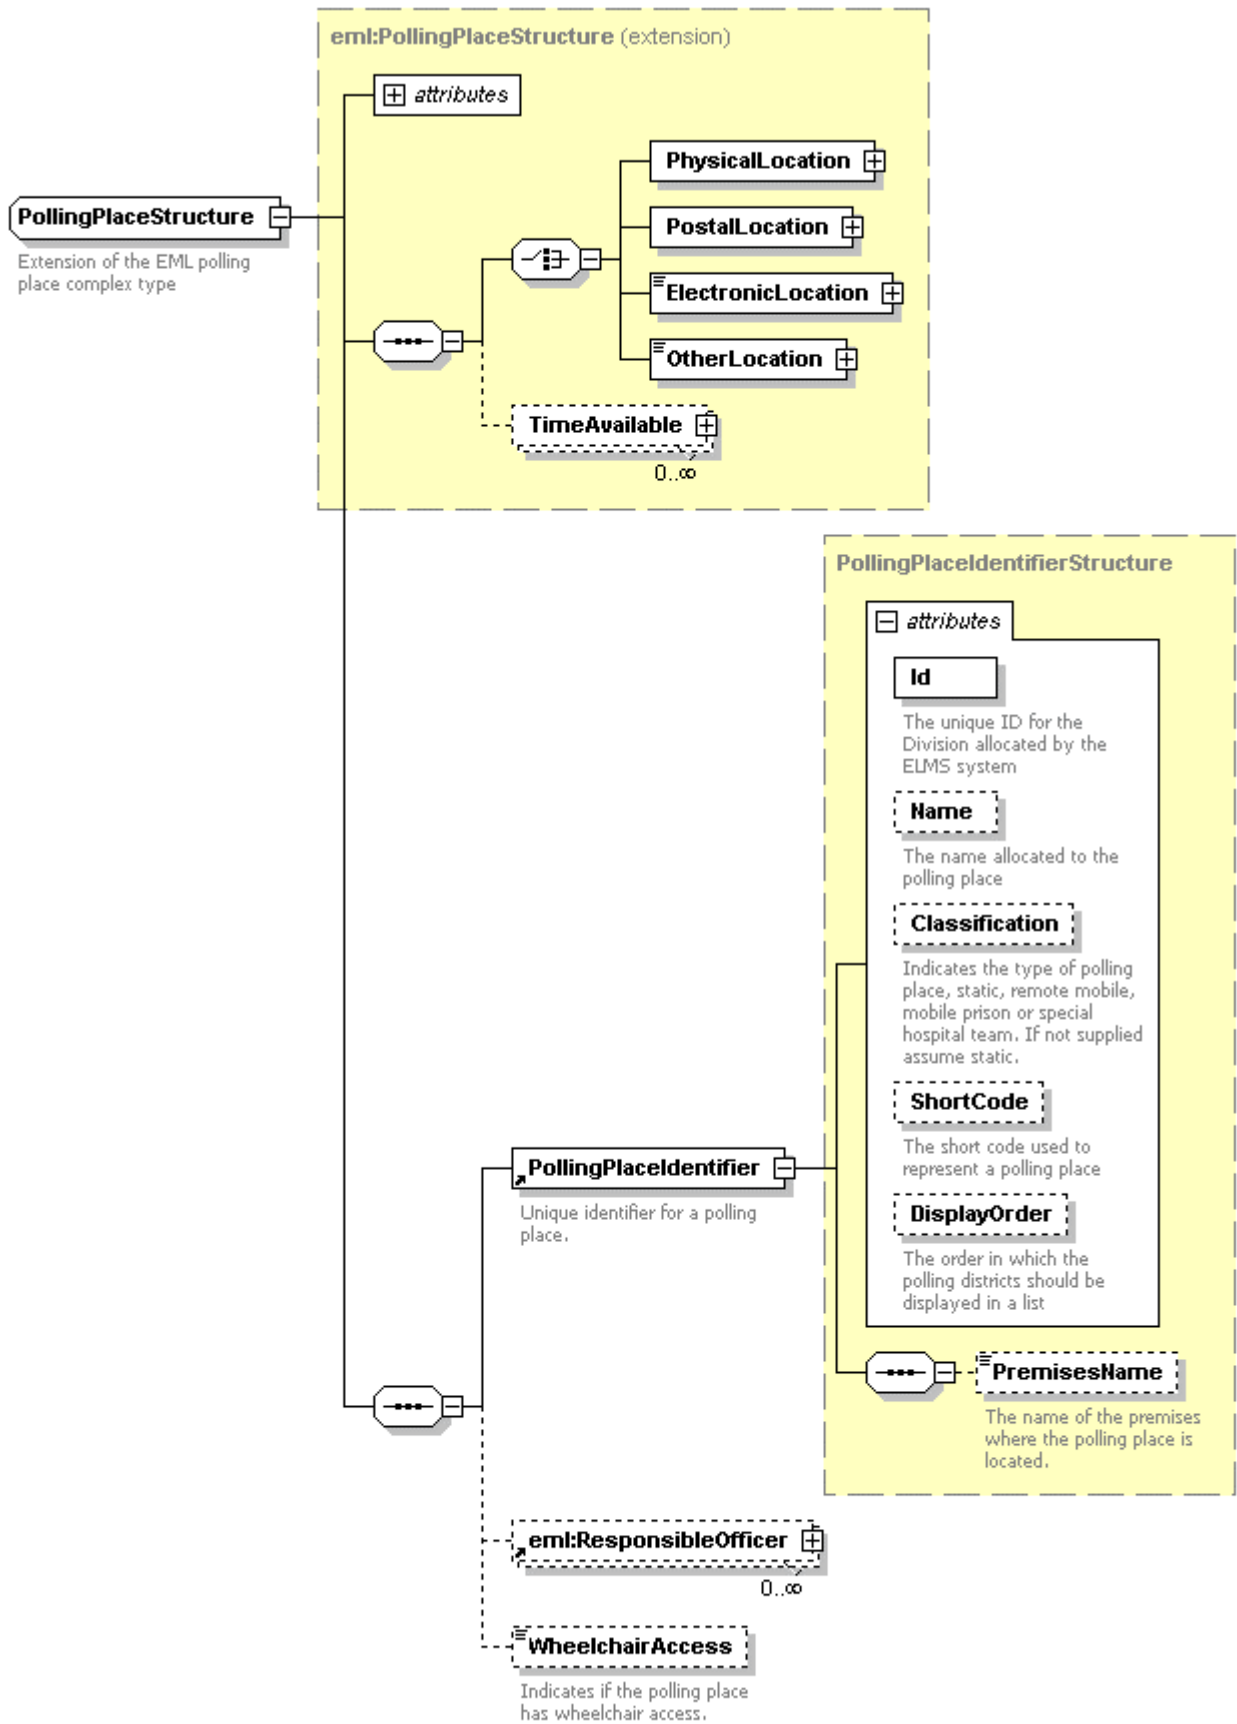 eml:PollingPlaceStructure (extension)
attributes
PhysicalLocation
PollingPlaceStructure
PostalLocation
Extension of the EML polling
place complex type
ElectronicLocation
OtherLocation
TimeAvailable
0..∞
PollingPlaceIdentifierStructure
attributes
Id
The unique ID for the
Division allocated by the
ELMS system
Name
The name allocated to the
polling place
Classification
Indicates the type of polling
place, static, remote mobile,
mobile prison or special
hospital team. If not supplied
assume static.
ShortCode
The short code used to
represent a polling place
PollingPlaceIdentifier
Unique identifier for a polling
place.
DisplayOrder
The order in which the
polling districts should be
displayed in a list
PremisesName
The name of the premises
where the polling place is
located.
eml:ResponsibleOfficer
0..∞
WheelchairAccess
Indicates if the polling place
has wheelchair access.